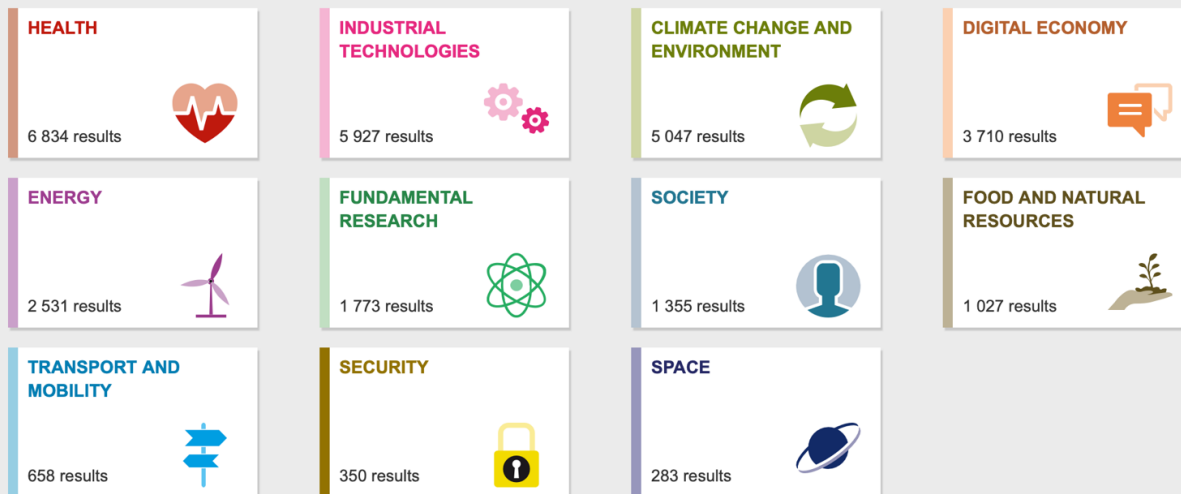 HEALTH
6 834 results
INDUSTRIAL
TECHNOLOGIES
5 927 results
CLIMATE CHANGE AND
ENVIRONMENT
5 047 results
DIGITAL ECONOMY
3 710 results
ENERGY
2 531 results
FUNDAMENTAL
RESEARCH
1 773 results
SOCIETY
1 355 results
FOOD AND NATURAL
RESOURCES
1 027 results
TRANSPORT AND
MOBILITY
658 results
SECURITY
350 results
SPACE
283 results